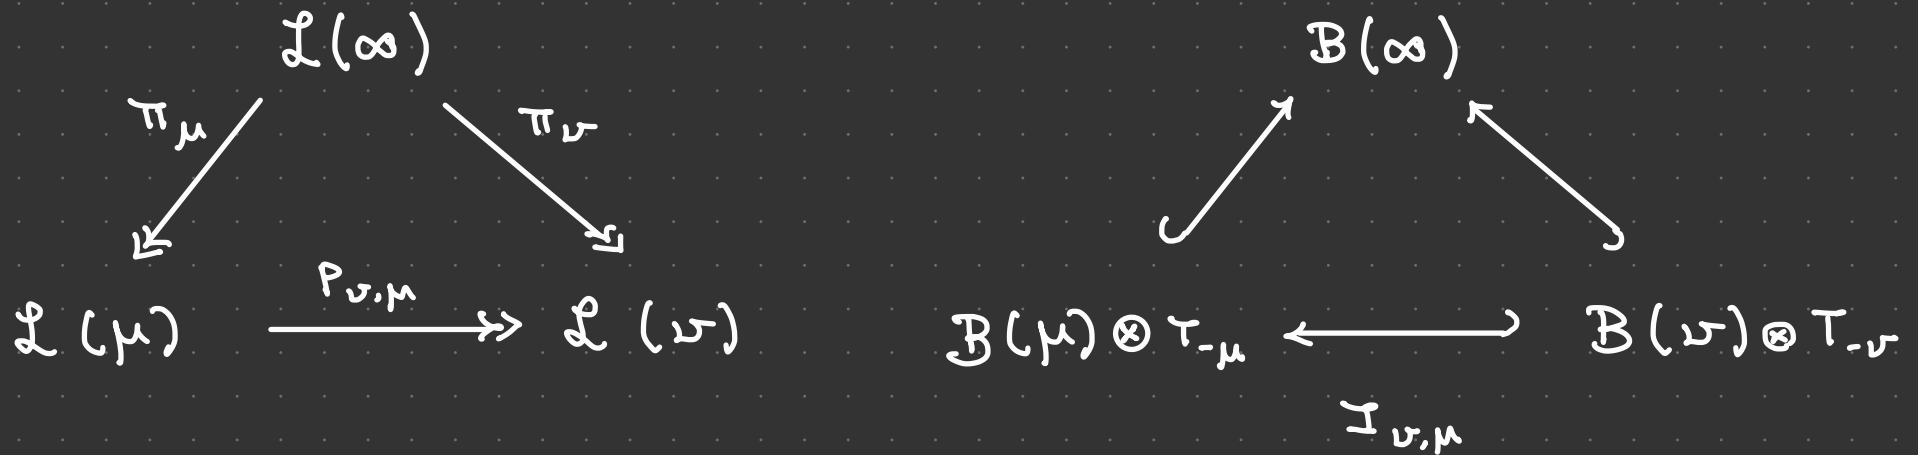 ℒ(∞) B(∞)
π_μ π_ν
P_ν,μ
ℒ(μ) ℒ(ν) B(μ)⊗T_-μ B(ν)⊗T_-ν
I_ν,μ